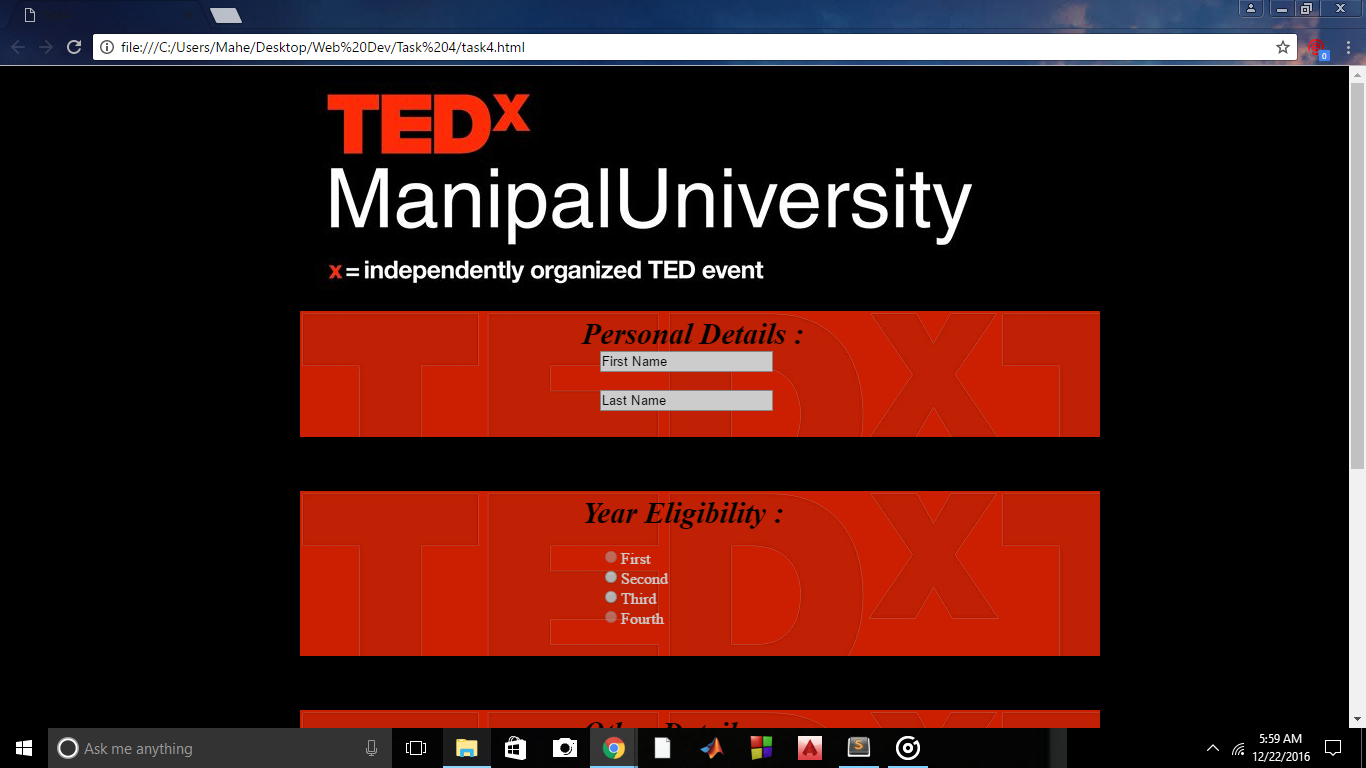 file:///C:/Users/Mahe/Desktop/Web%20Dev/Task%204/task4.html
0
TEDx
ManipalUniversity
x = independently organized TED event
Personal Details :
First Name
Last Name
Year Eligibility :
First
Second
Third
Fourth
Ask me anything
5:59 AM
12/22/2016